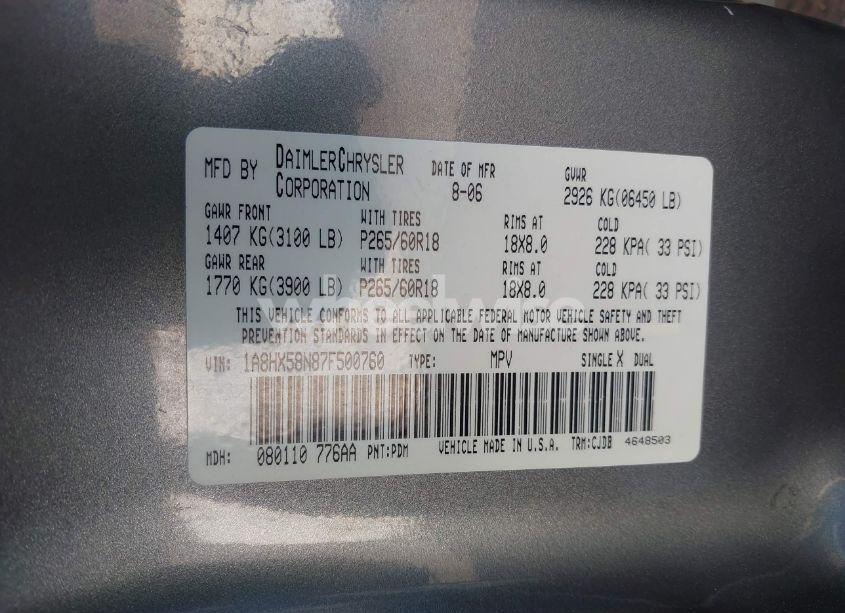 MFD BY DAIMLERCHRYSLER CORPORATION DATE OF MFR 8-06 GVWR 2926 KG(06450 LB)
GAWR FRONT WITH TIRES RIMS AT COLD
1407 KG(3100 LB) P265/60R18 18X8.0 228 KPA( 33 PSI)
GAWR REAR WITH TIRES RIMS AT COLD
1770 KG(3900 LB) P265/60R18 18X8.0 228 KPA( 33 PSI)
THIS VEHICLE CONFORMS TO ALL APPLICABLE FEDERAL MOTOR VEHICLE SAFETY AND THEFT
PREVENTION STANDARDS IN EFFECT ON THE DATE OF MANUFACTURE SHOWN ABOVE.
VIN: 1A8HX58N87F500760 TYPE: MPV SINGLE X DUAL
MDH: 080110 776AA PNT:PDM VEHICLE MADE IN U.S.A. TRM:CJDB 4648503